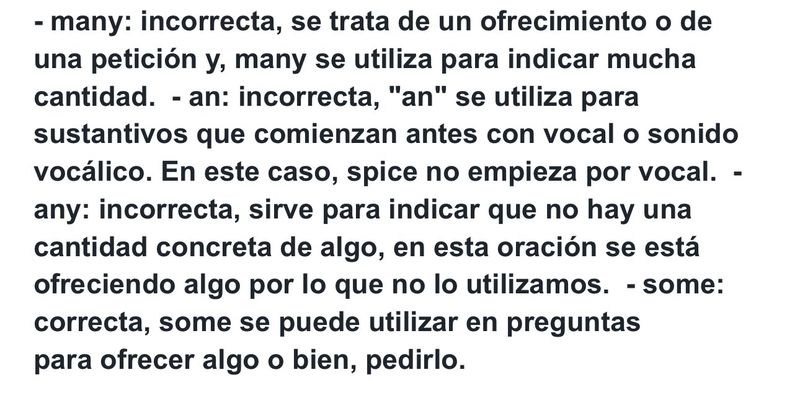 - many: incorrecta, se trata de un ofrecimiento o de
una petición y, many se utiliza para indicar mucha
cantidad.  - an: incorrecta, "an" se utiliza para
sustantivos que comienzan antes con vocal o sonido
vocálico. En este caso, spice no empieza por vocal.  -
any: incorrecta, sirve para indicar que no hay una
cantidad concreta de algo, en esta oración se está
ofreciendo algo por lo que no lo utilizamos.  - some:
correcta, some se puede utilizar en preguntas
para ofrecer algo o bien, pedirlo.